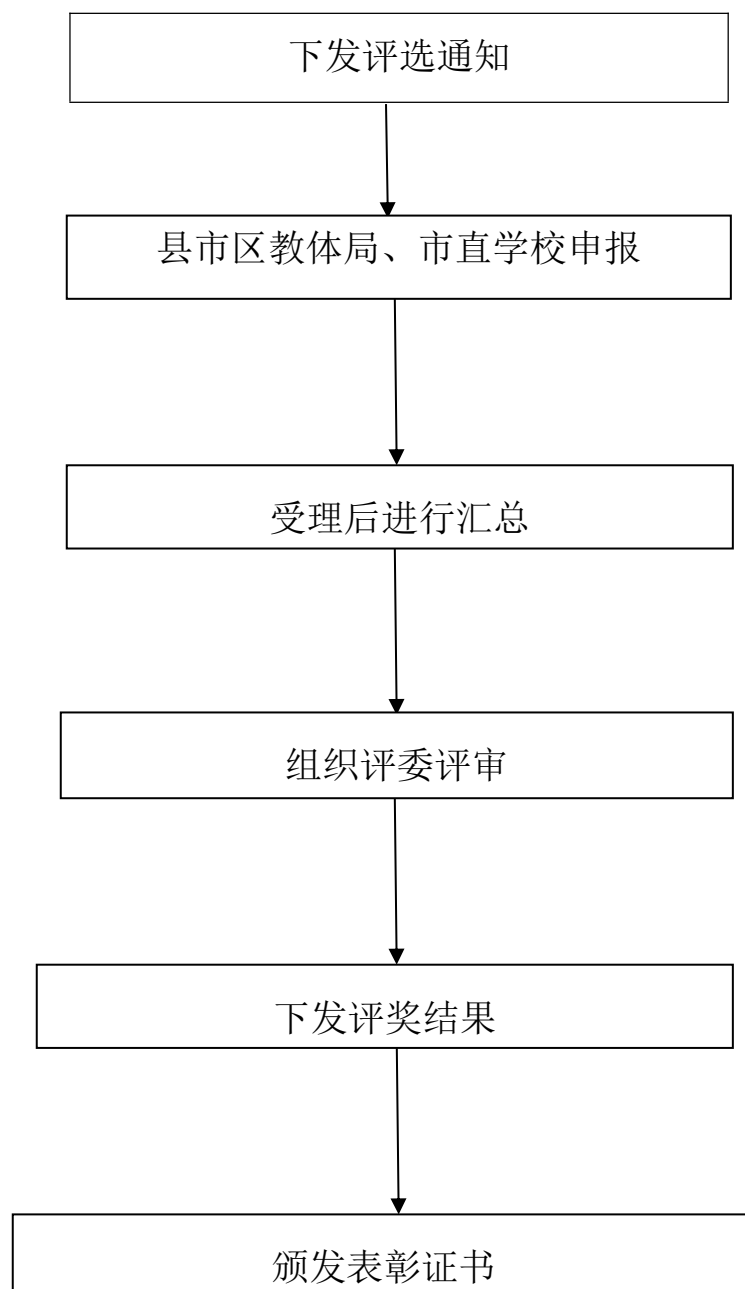 下发评选通知
县市区教体局、市直学校申报
受理后进行汇总
组织评委评审
下发评奖结果
颁发表彰证书